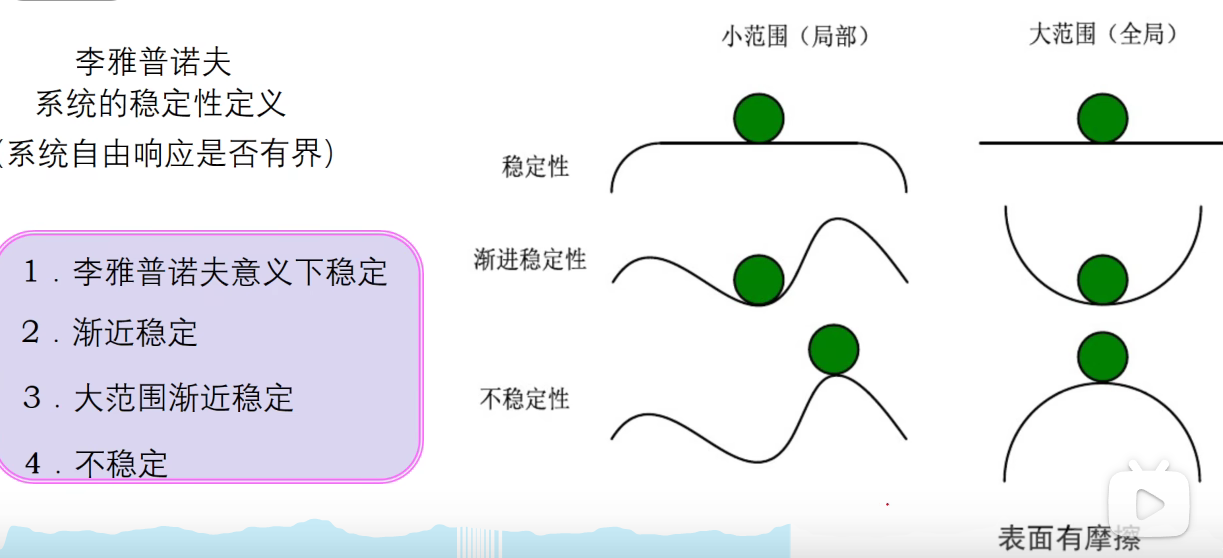 李雅普诺夫
系统的稳定性定义
(系统自由响应是否有界)
1．李雅普诺夫意义下稳定
2．渐近稳定
3．大范围渐近稳定
4．不稳定
小范围（局部）
大范围（全局）
稳定性
渐进稳定性
不稳定性
表面有摩擦